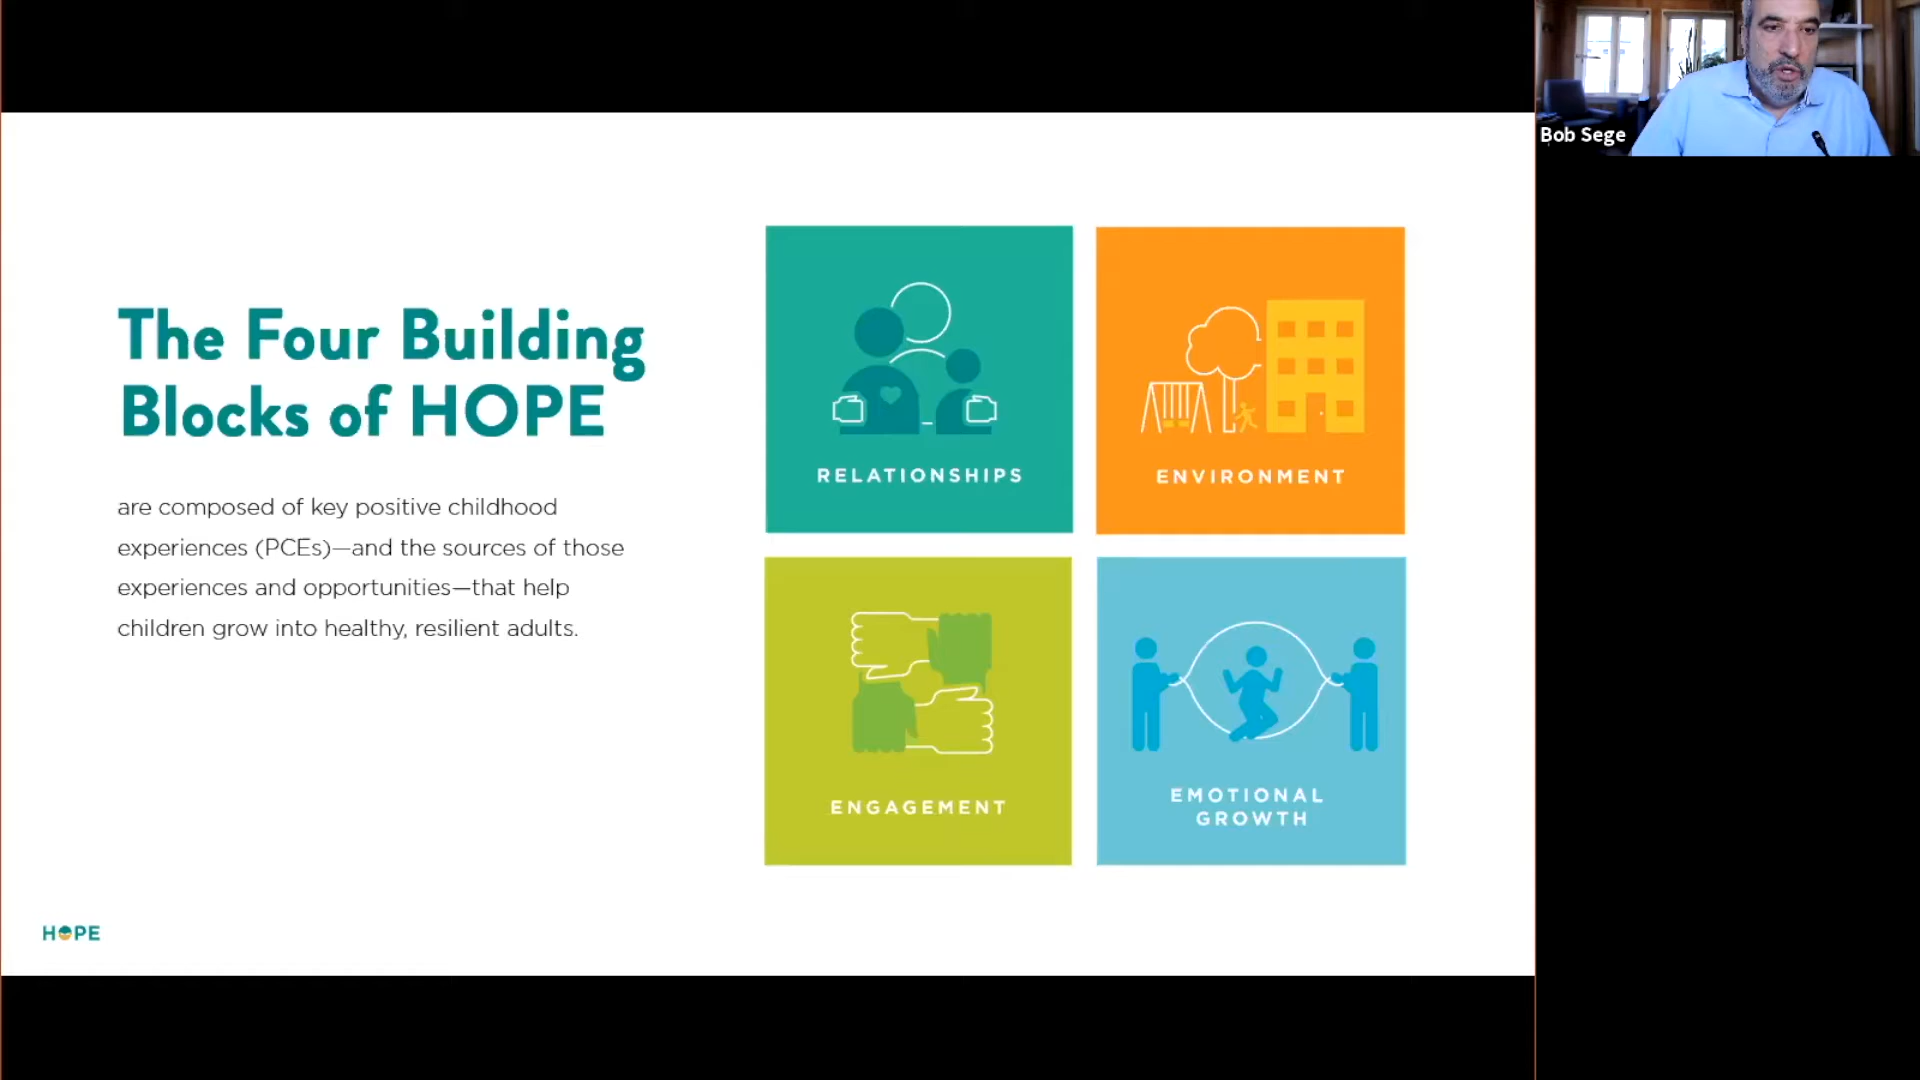 Bob Sege
The Four Building
Blocks of HOPE
are composed of key positive childhood
experiences (PCEs)—and the sources of those
experiences and opportunities—that help
children grow into healthy, resilient adults.
RELATIONSHIPS
ENVIRONMENT
ENGAGEMENT
EMOTIONAL
GROWTH
HOPE